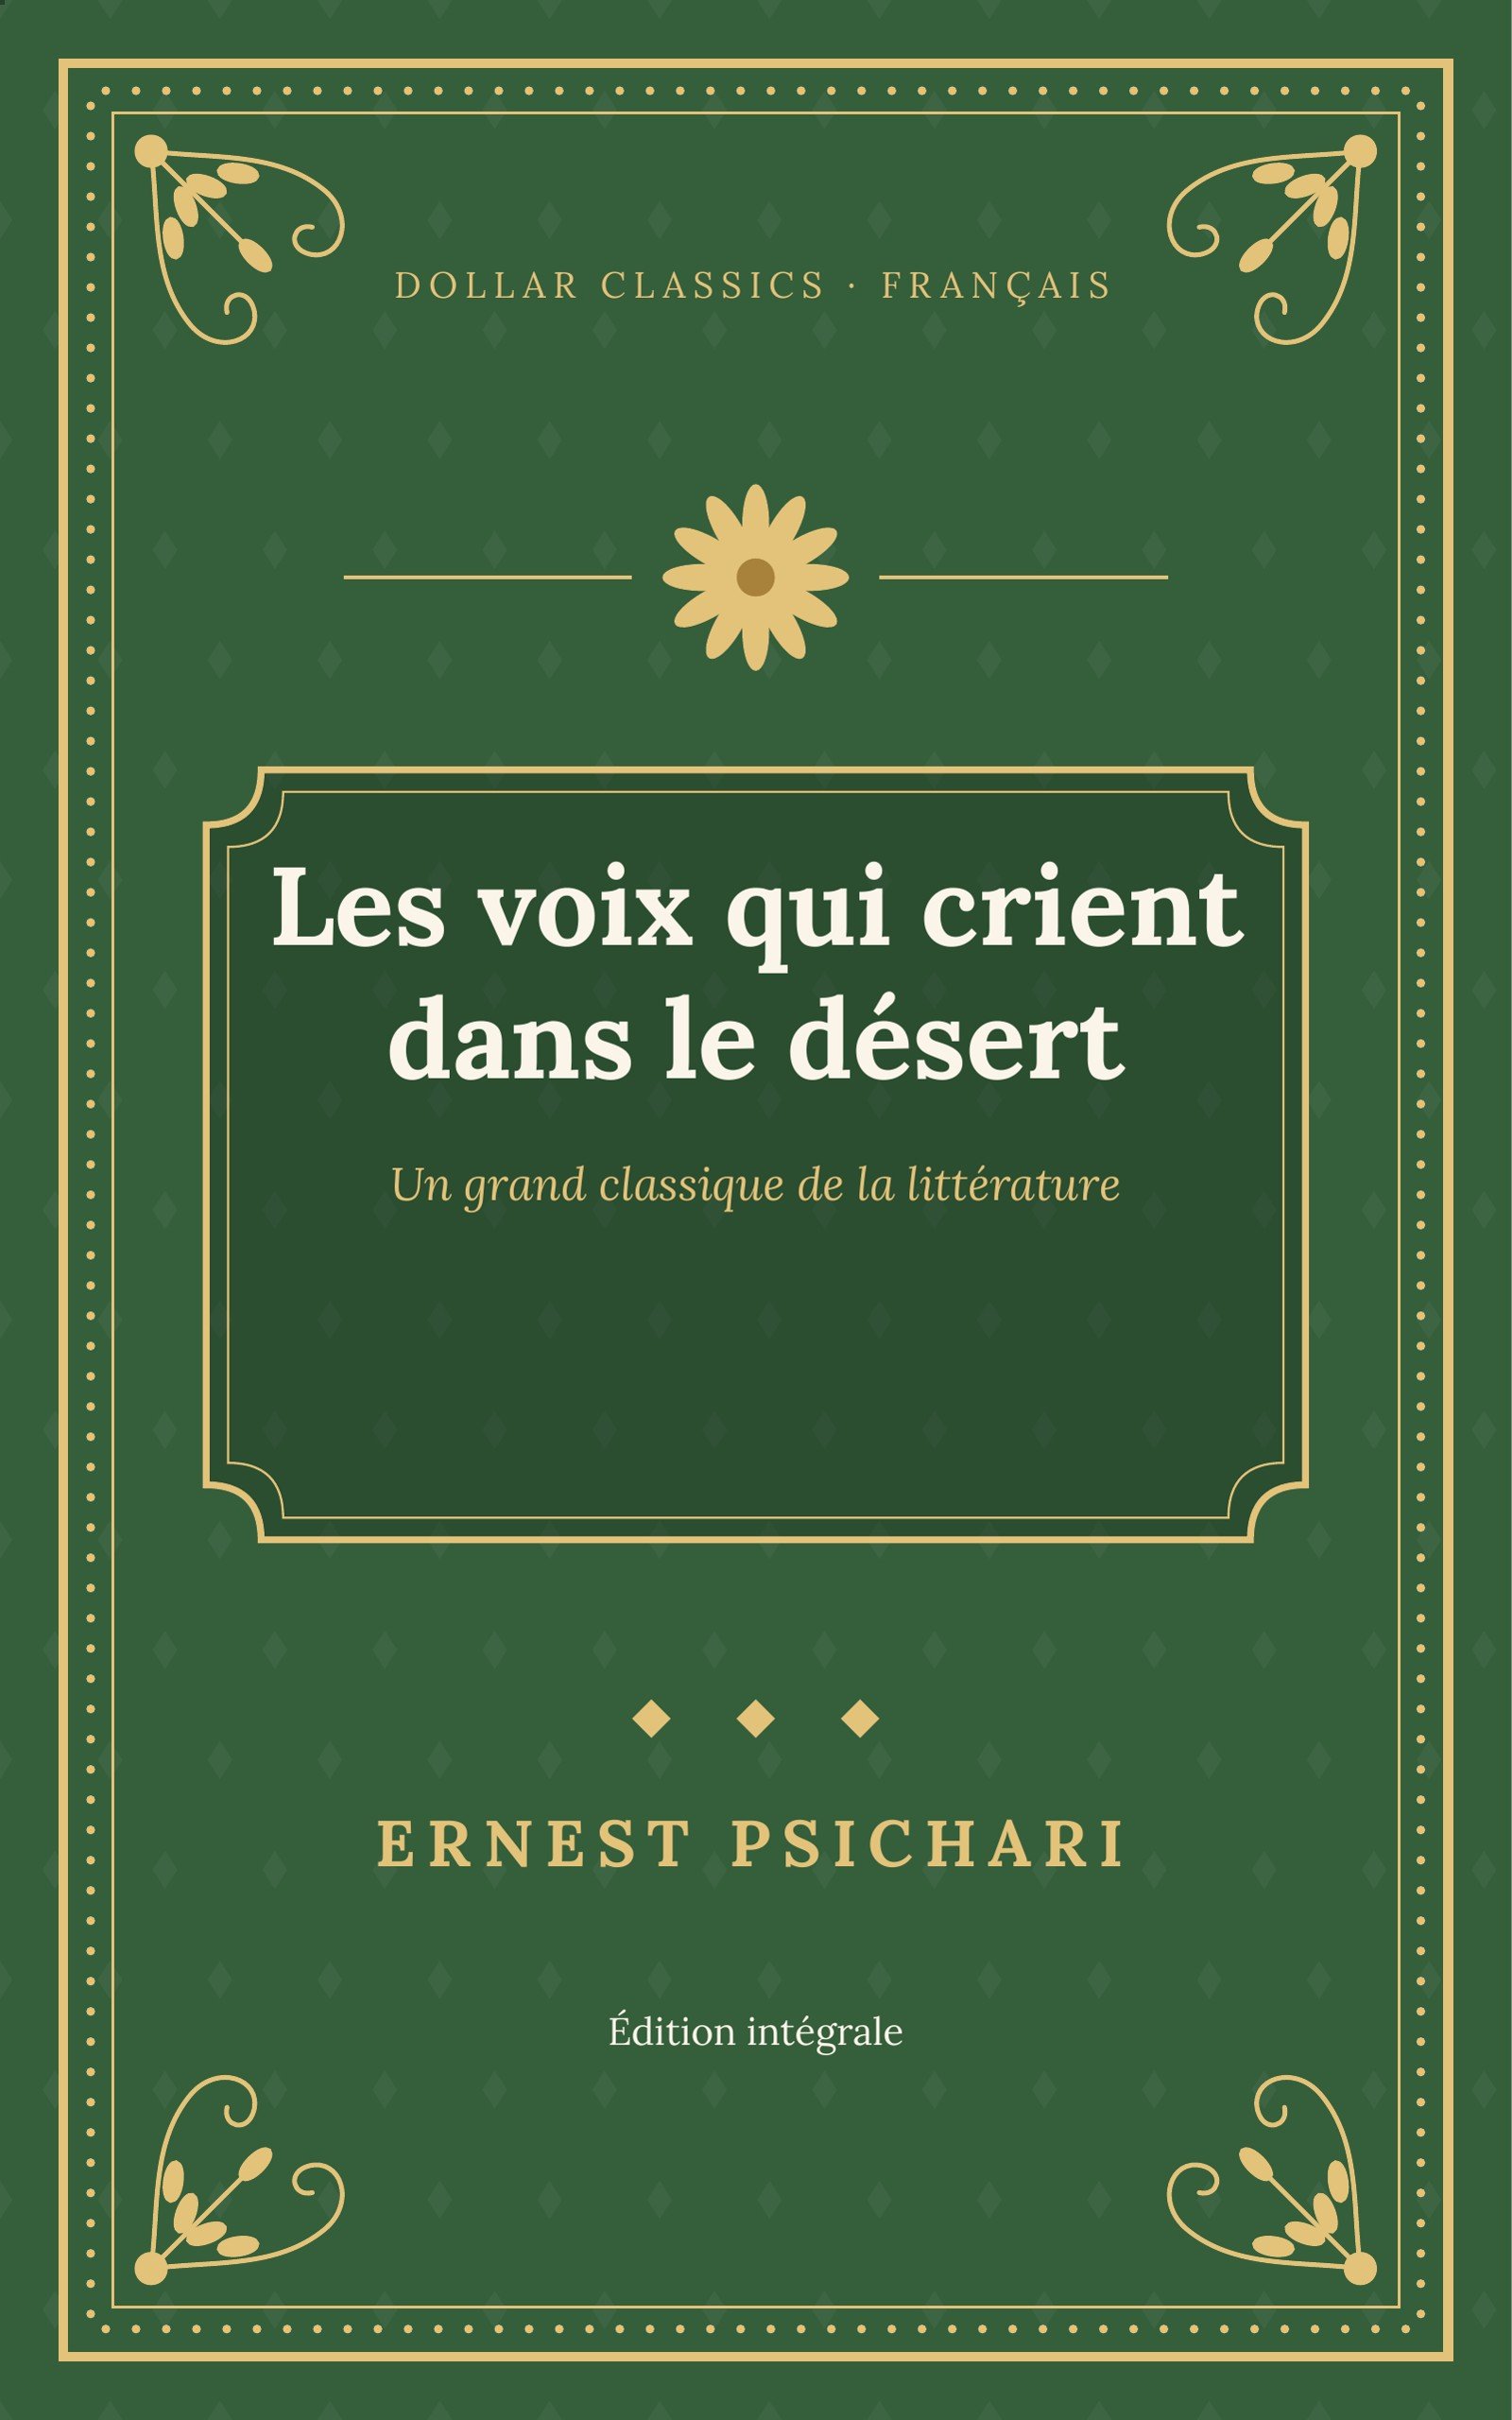 DOLLAR CLASSICS · FRANÇAIS
Les voix qui crient
dans le désert
Un grand classique de la littérature
ERNEST PSICHARI
Édition intégrale